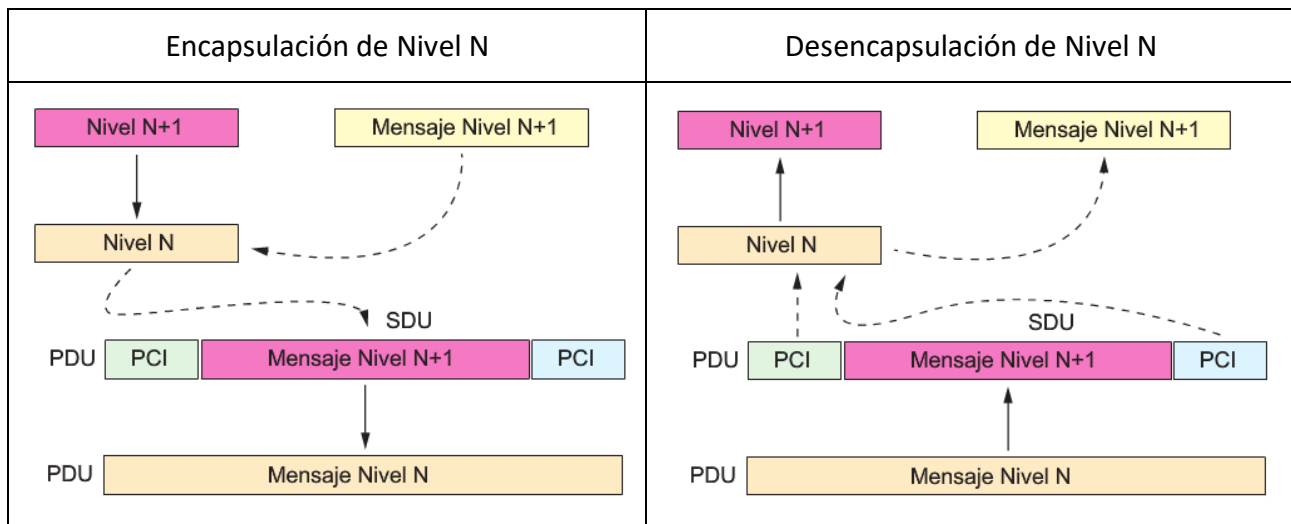 Encapsulación de Nivel N
Desencapsulación de Nivel N
Nivel N+1
Mensaje Nivel N+1
Nivel N
SDU
PDU
PCI
Mensaje Nivel N+1
PCI
PDU
Mensaje Nivel N
Nivel N+1
Mensaje Nivel N+1
Nivel N
SDU
PDU
PCI
Mensaje Nivel N+1
PCI
PDU
Mensaje Nivel N